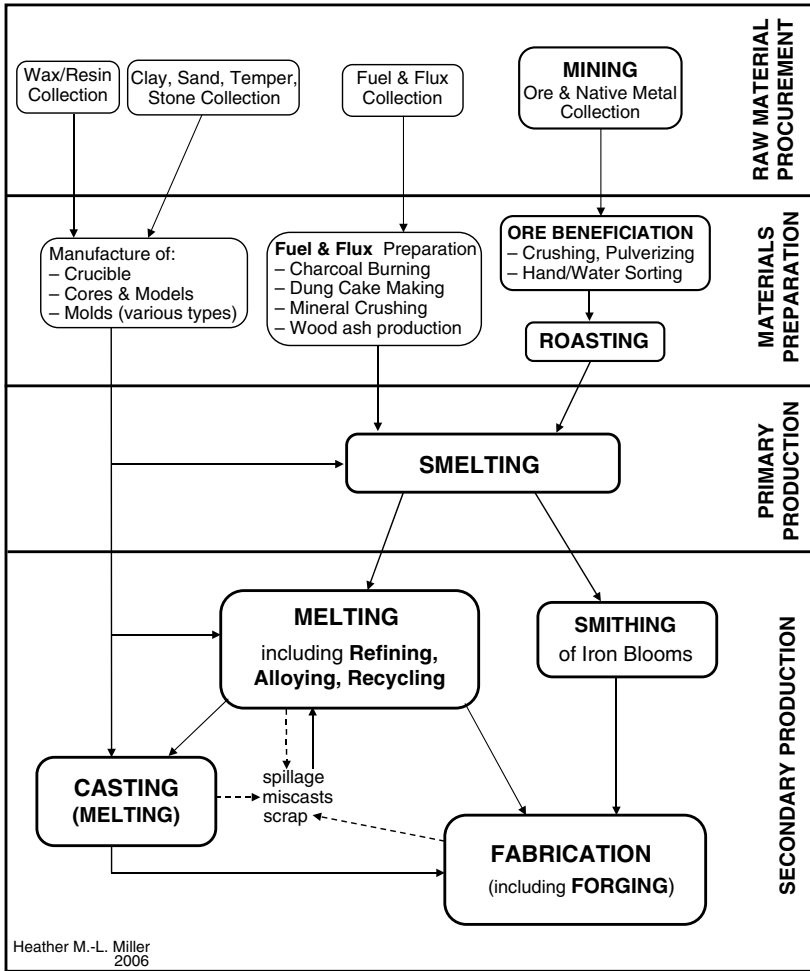 RAW MATERIAL
PROCUREMENT
Wax/Resin
Collection
Clay, Sand, Temper,
Stone Collection
Fuel & Flux
Collection
MINING
Ore & Native Metal
Collection
MATERIALS
PREPARATION
Manufacture of:
– Crucible
– Cores & Models
– Molds (various types)
Fuel & Flux Preparation
– Charcoal Burning
– Dung Cake Making
– Mineral Crushing
– Wood ash production
ORE BENEFICIATION
– Crushing, Pulverizing
– Hand/Water Sorting
ROASTING
PRIMARY
PRODUCTION
SMELTING
SECONDARY PRODUCTION
MELTING
including Refining,
Alloying, Recycling
SMITHING
of Iron Blooms
CASTING
(MELTING)
spillage
miscasts
scrap
FABRICATION
(including FORGING)
Heather M.-L. Miller
2006